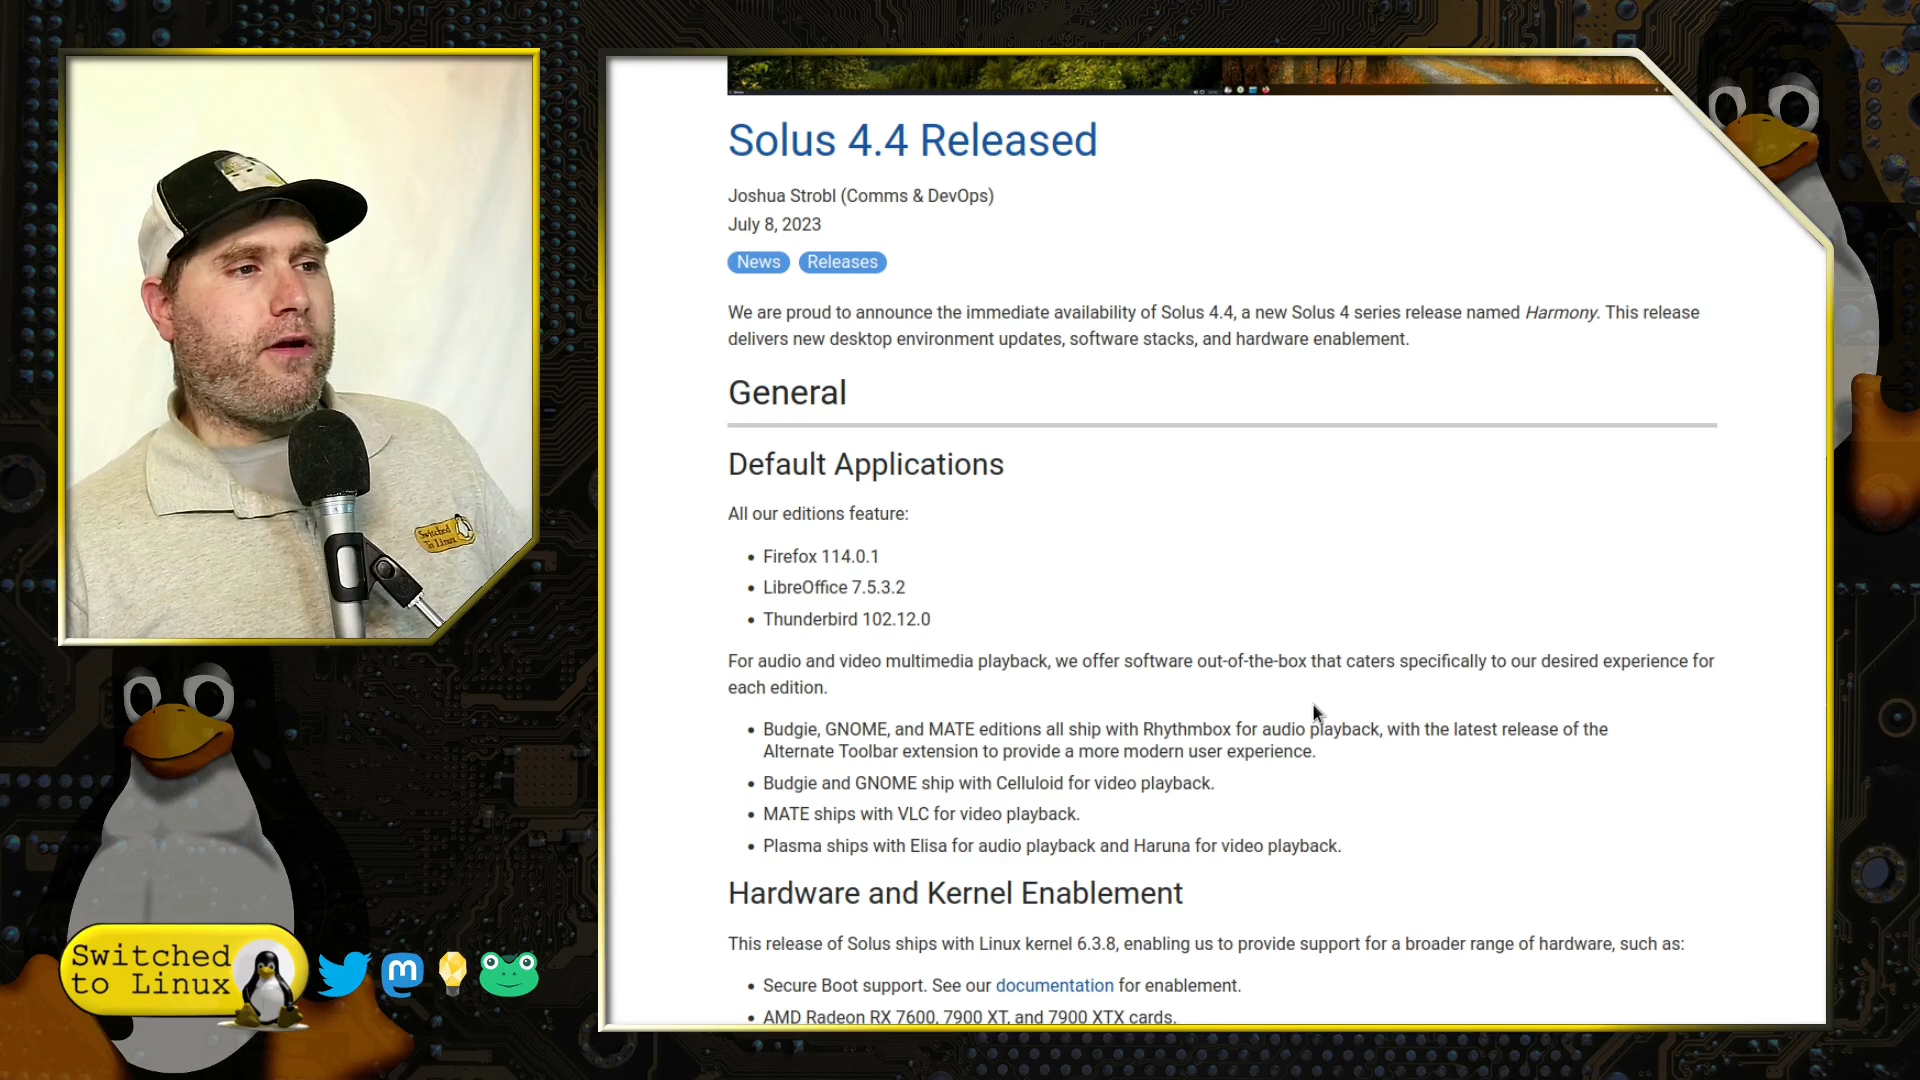 Solus 4.4 Released
Joshua Strobl (Comms & DevOps)
July 8, 2023
News Releases
We are proud to announce the immediate availability of Solus 4.4, a new Solus 4 series release named Harmony. This release
delivers new desktop environment updates, software stacks, and hardware enablement.
General
Default Applications
All our editions feature:
• Firefox 114.0.1
• LibreOffice 7.5.3.2
• Thunderbird 102.12.0
For audio and video multimedia playback, we offer software out-of-the-box that caters specifically to our desired experience for
each edition.
• Budgie, GNOME, and MATE editions all ship with Rhythmbox for audio playback, with the latest release of the
Alternate Toolbar extension to provide a more modern user experience.
• Budgie and GNOME ship with Celluloid for video playback.
• MATE ships with VLC for video playback.
• Plasma ships with Elisa for audio playback and Haruna for video playback.
Hardware and Kernel Enablement
This release of Solus ships with Linux kernel 6.3.8, enabling us to provide support for a broader range of hardware, such as:
• Secure Boot support. See our documentation for enablement.
• AMD Radeon RX 7600, 7900 XT, and 7900 XTX cards.
Switched
To Linux
Switched
to Linux